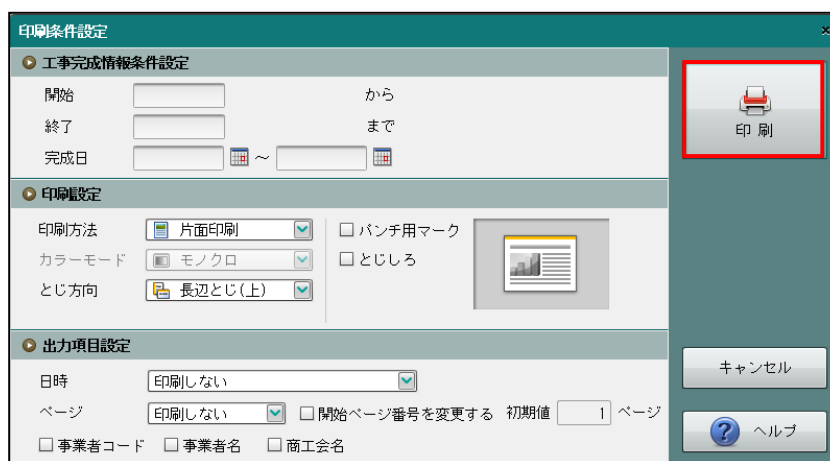 印刷条件設定 ×
工事完成情報条件設定
開始 から
終了 まで
完成日 ～
印刷
印刷設定
印刷方法 片面印刷 □ パンチ用マーク
カラーモード モノクロ □ とじしろ
とじ方向 長辺とじ(上)
出力項目設定
日時 印刷しない
ページ 印刷しない □ 開始ページ番号を変更する 初期値 1 ページ
□ 事業者コード □ 事業者名 □ 商工会名
キャンセル
? ヘルプ